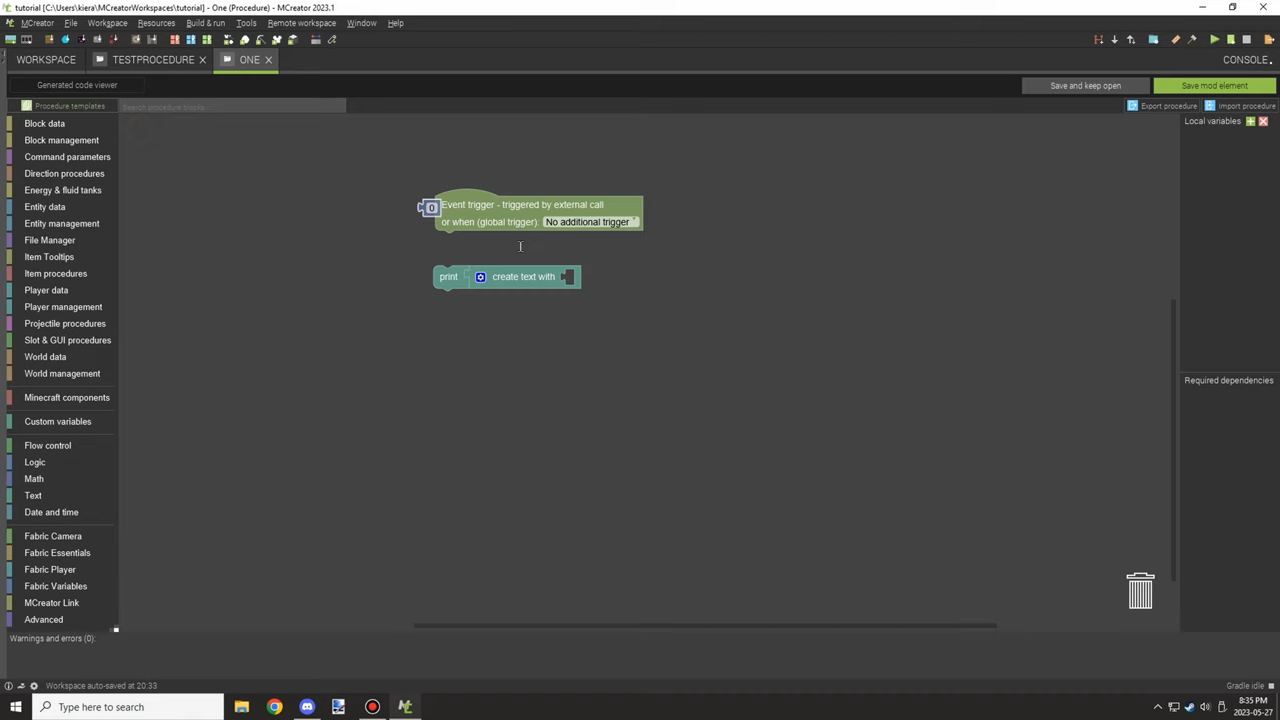 tutorial [C:\Users\kiera\MCreatorWorkspaces\tutorial] - One (Procedure) - MCreator 2023.1
MCreator File Workspace Resources Build & run Tools Remote workspace Window Help
WORKSPACE TESTPROCEDURE ONE CONSOLE
Generated code viewer Save and keep open Save mod element
Procedure templates Search procedure blocks Export procedure Import procedure
Local variables
Block data
Block management
Command parameters
Direction procedures
Energy & fluid tanks
Entity data
Entity management
File Manager
Item Tooltips
Item procedures
Player data
Player management
Projectile procedures
Slot & GUI procedures
World data
World management
Minecraft components
Custom variables
Flow control
Logic
Math
Text
Date and time
Fabric Camera
Fabric Essentials
Fabric Player
Fabric Variables
MCreator Link
Advanced
0
Event trigger - triggered by external call
or when (global trigger): No additional trigger
print create text with
Required dependencies
Warnings and errors (0):
Workspace auto-saved at 20:33 Gradle idle
Type here to search
8:35 PM
2023-05-27